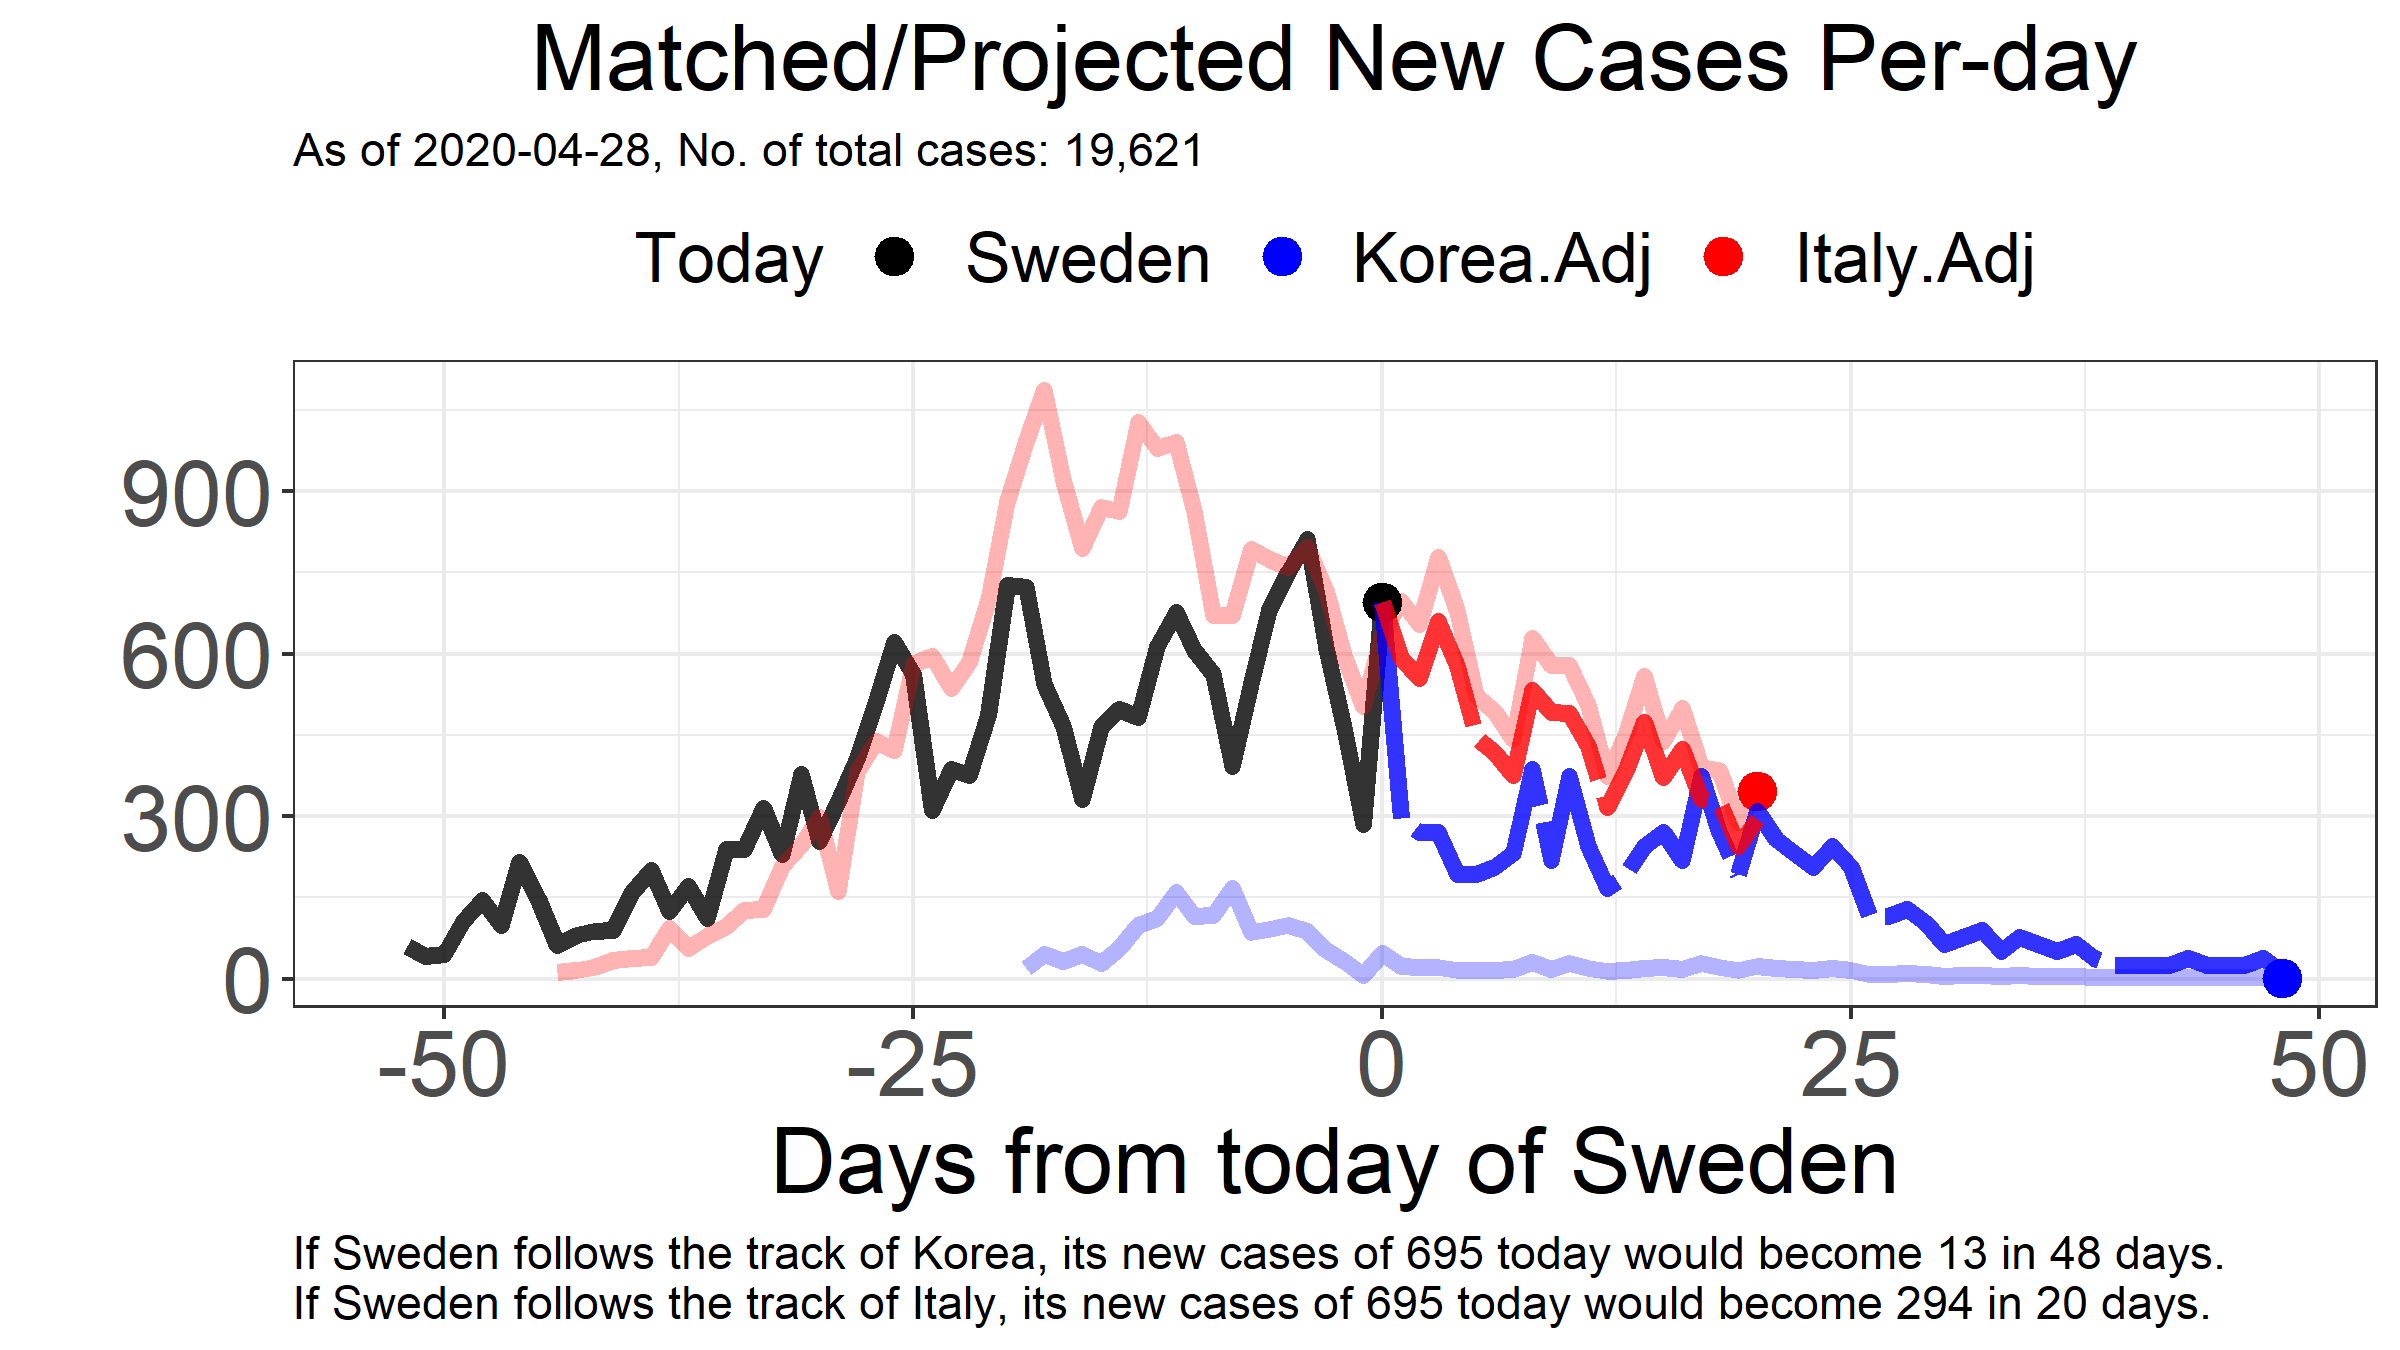 Matched/Projected New Cases Per-day
As of 2020-04-28, No. of total cases: 19,621
Today Sweden Korea.Adj Italy.Adj
900
600
300
0
-50 -25 0 25 50
Days from today of Sweden
If Sweden follows the track of Korea, its new cases of 695 today would become 13 in 48 days.
If Sweden follows the track of Italy, its new cases of 695 today would become 294 in 20 days.